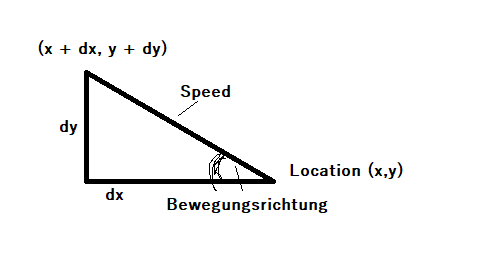 (x + dx, y + dy)
Speed
dy
Location (x,y)
dx
Bewegungsrichtung